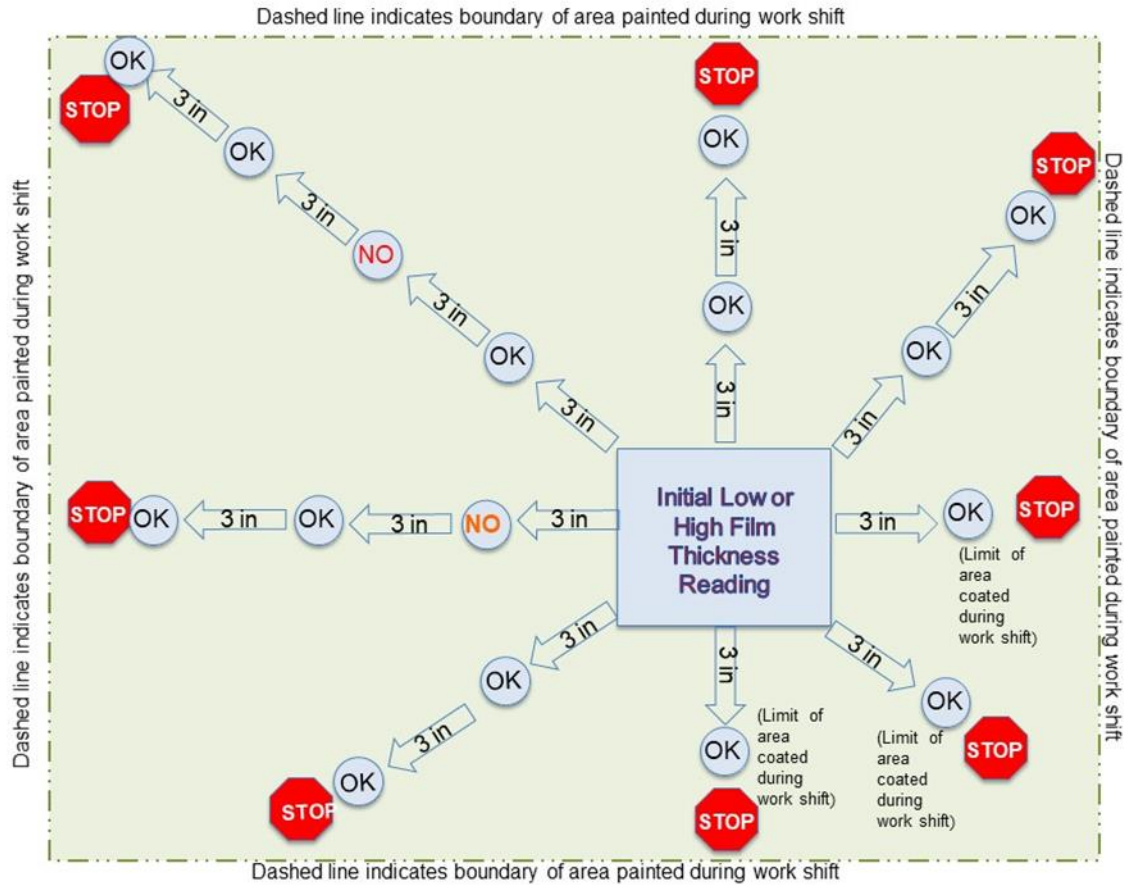 Dashed line indicates boundary of area painted during work shift
OK
STOP
3 in
OK
3 in
NO
3 in
OK
3 in
STOP
OK
3 in
OK
3 in
STOP
OK
3 in
OK
3 in
Dashed line indicates boundary of area painted during work shift
Dashed line indicates boundary of area painted during work shift
STOP
OK
3 in
OK
3 in
NO
3 in
Initial Low or
High Film
Thickness
Reading
3 in
OK
STOP
(Limit of
area
coated
during
work shift)
3 in
OK
3 in
OK
STOP
3 in
OK
(Limit of
area
coated
during
work shift)
STOP
3 in
OK
STOP
(Limit of
area
coated
during
work shift)
Dashed line indicates boundary of area painted during work shift